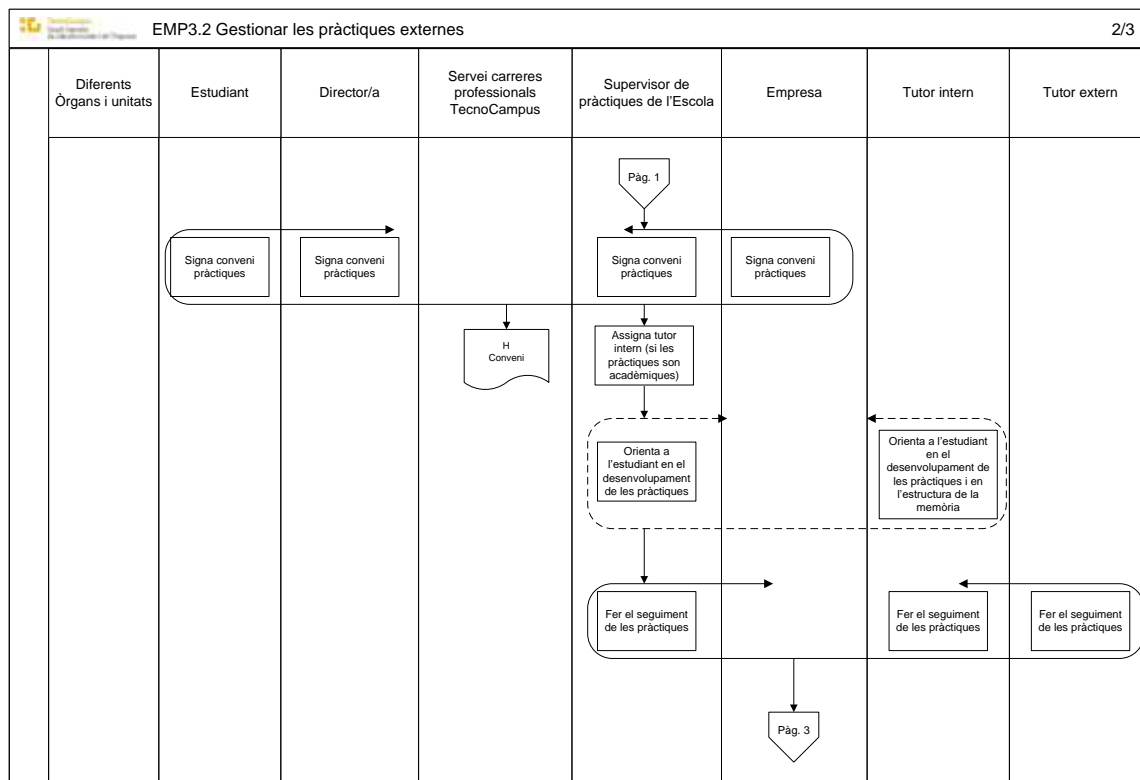 EMP3.2 Gestionar les pràctiques externes
2/3
Diferents
Òrgans i unitats
Estudiant
Director/a
Servei carreres
professionals
TecnoCampus
Supervisor de
pràctiques de l’Escola
Empresa
Tutor intern
Tutor extern
Pàg. 1
Signa conveni
pràctiques
Signa conveni
pràctiques
Signa conveni
pràctiques
Signa conveni
pràctiques
H
Conveni
Assigna tutor
intern (si les
pràctiques son
acadèmiques)
Orienta a
l’estudiant en el
desenvolupament
de les pràctiques
Orienta a l’estudiant
en el
desenvolupament de
les pràctiques i en
l’estructura de la
memòria
Fer el seguiment
de les pràctiques
Fer el seguiment
de les pràctiques
Fer el seguiment
de les pràctiques
Pàg. 3